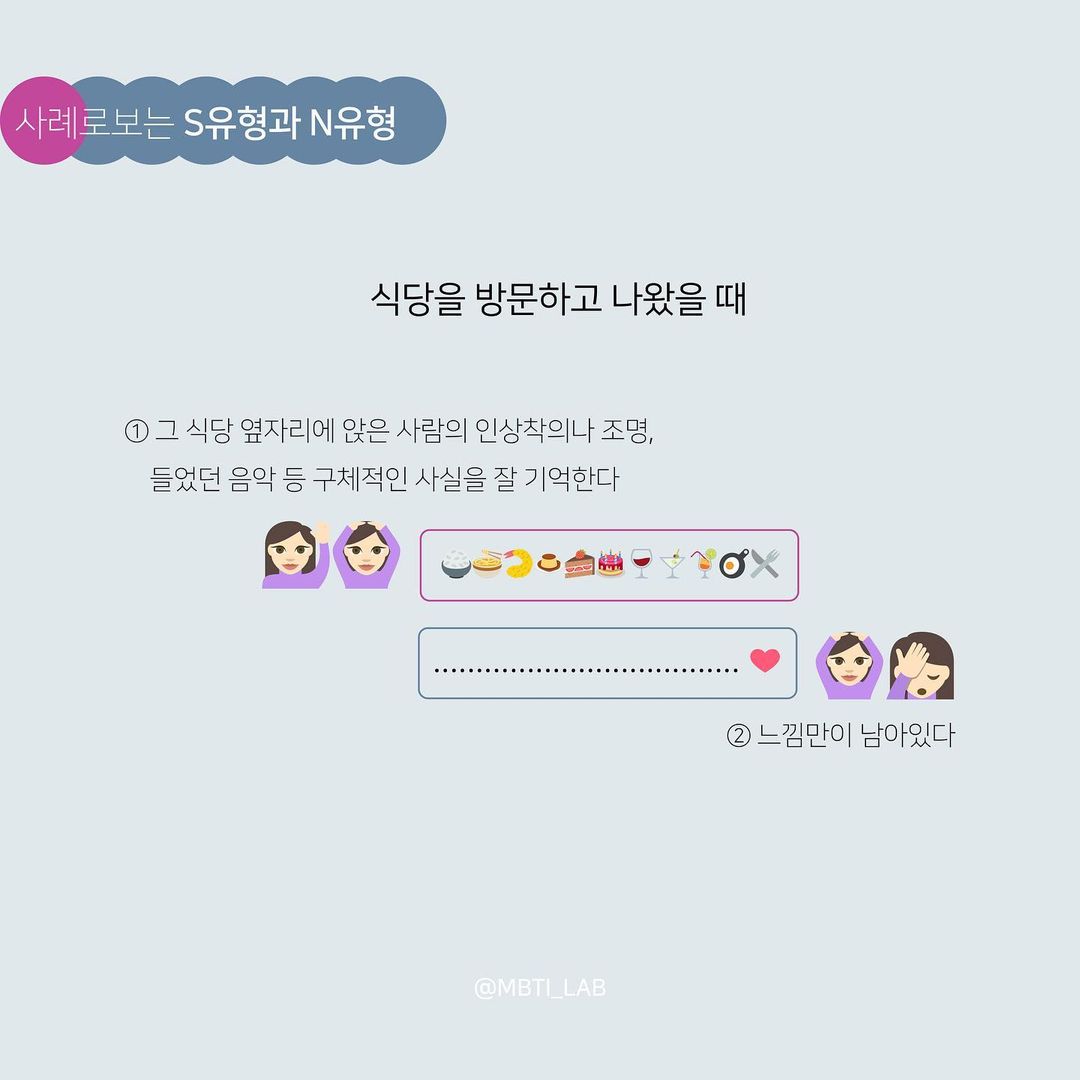 사례로보는 S유형과 N유형
식당을 방문하고 나왔을 때
① 그 식당 옆자리에 앉은 사람의 인상착의나 조명,
들었던 음악 등 구체적인 사실을 잘 기억한다
....................................
② 느낌만이 남아있다
@MBTI_LAB